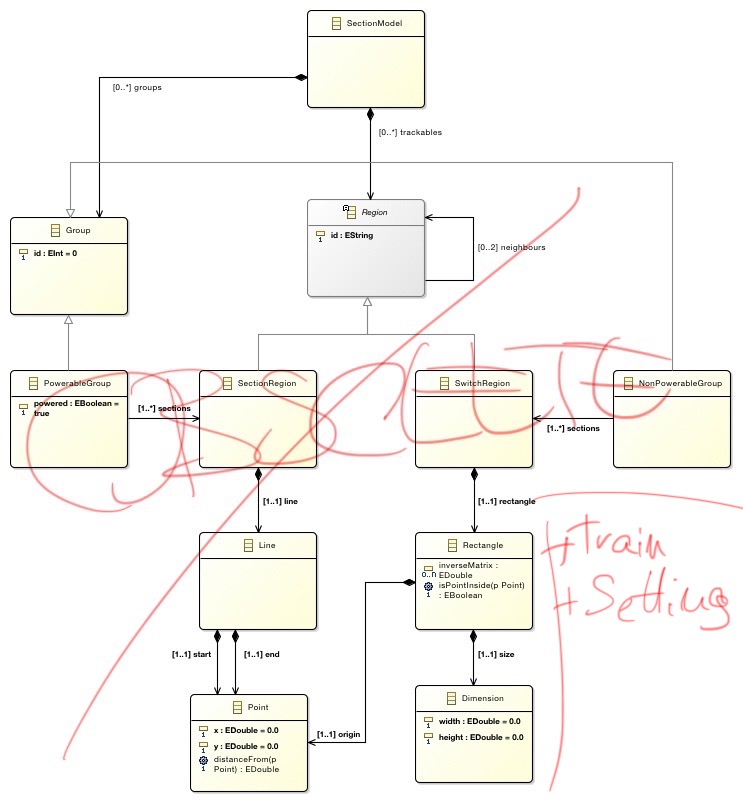 SectionModel
[0..*] groups
[0..*] trackables
Group
id : EInt = 0
Region
id : EString
[0..2] neighbours
PowerableGroup
powered : EBoolean =
true
[1..*] sections
SectionRegion
SwitchRegion
[1..*] sections
NonPowerableGroup
[1..1] line
[1..1] rectangle
Line
Rectangle
inverseMatrix :
EDouble
0..n
isPointInside(p Point)
: EBoolean
+ Train
+ Setting
[1..1] start
[1..1] end
[1..1] size
Point
x : EDouble = 0.0
y : EDouble = 0.0
distanceFrom(p
Point) : EDouble
[1..1] origin
Dimension
width : EDouble = 0.0
height : EDouble = 0.0